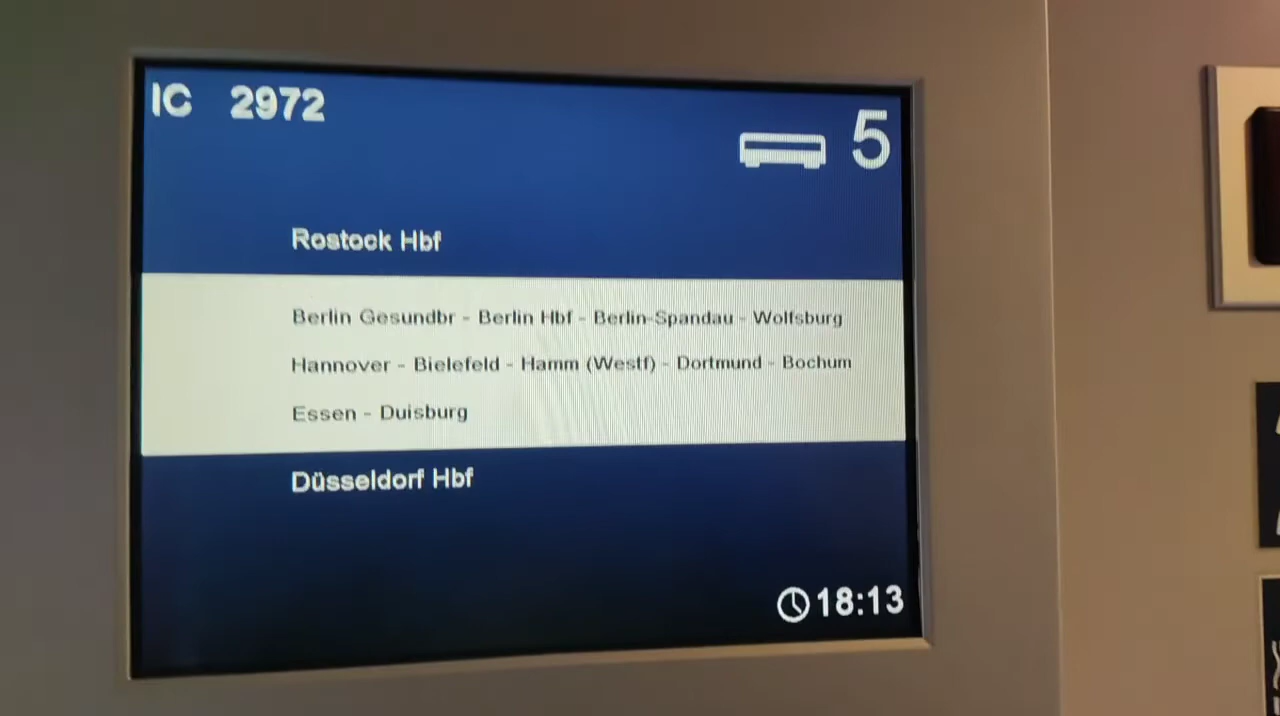 IC 2972
5
Rostock Hbf
Berlin Gesundbr - Berlin Hbf - Berlin-Spandau - Wolfsburg
Hannover - Bielefeld - Hamm (Westf) - Dortmund - Bochum
Essen - Duisburg
Düsseldorf Hbf
18:13